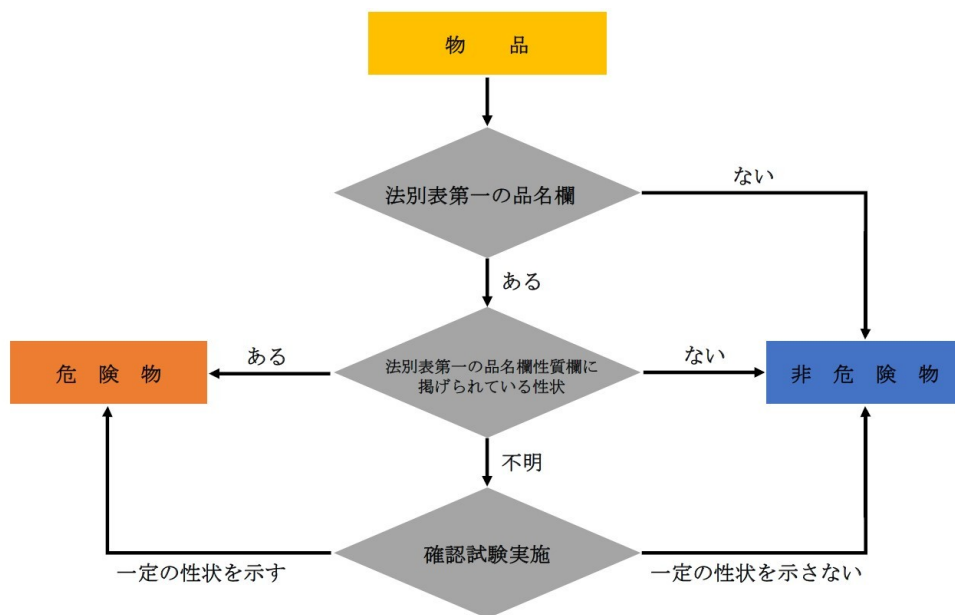 物　品
法別表第一の品名欄
ない
ある
法別表第一の品名欄性質欄に
掲げられている性状
ある
ない
危 険 物
非 危 険 物
不明
確認試験実施
一定の性状を示す
一定の性状を示さない